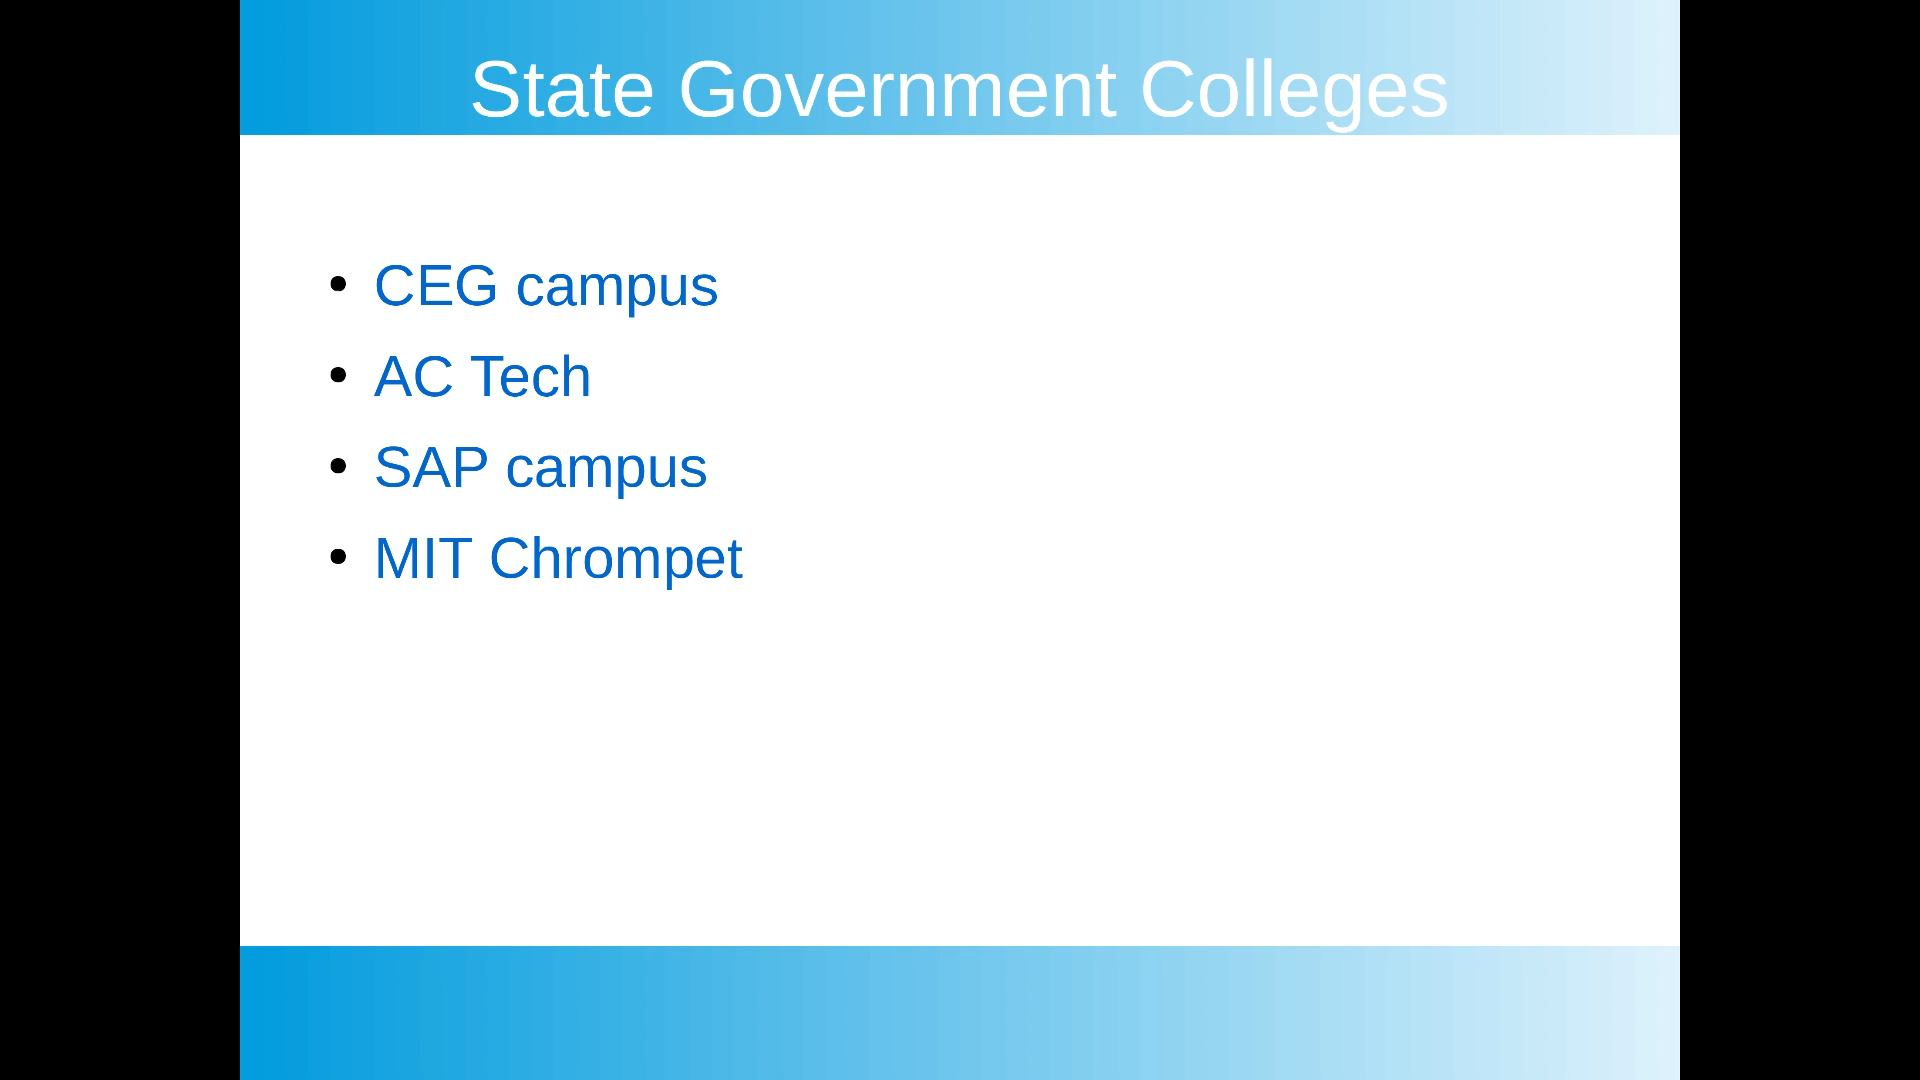 State Government Colleges
• CEG campus
• AC Tech
• SAP campus
• MIT Chrompet